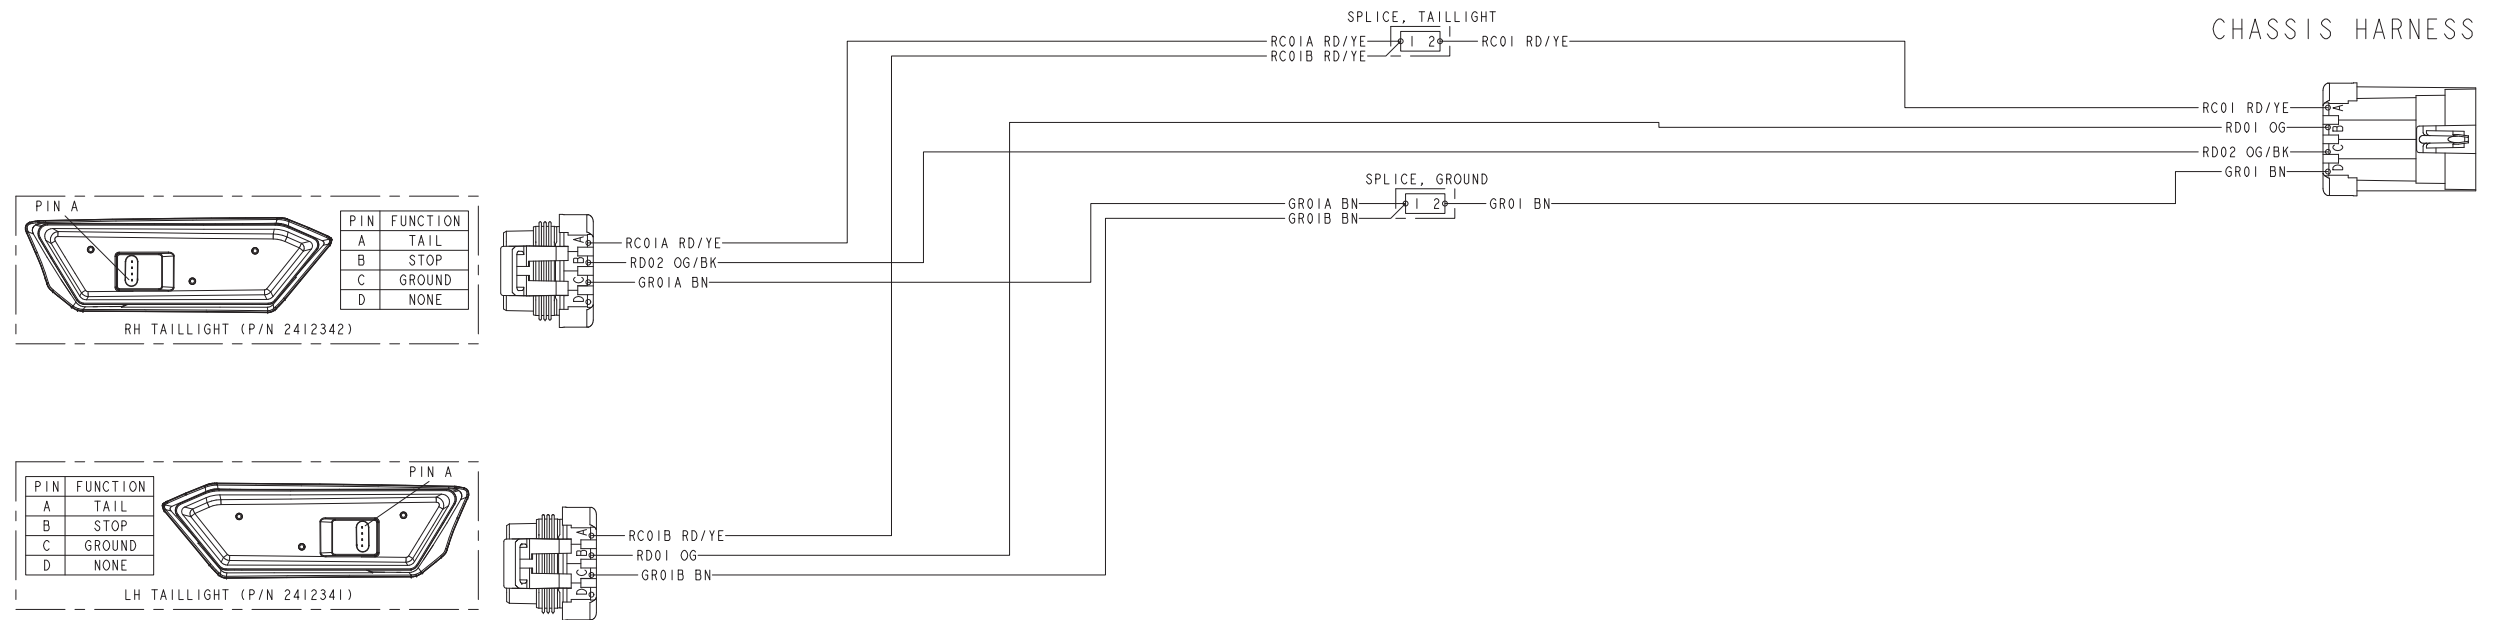 CHASSIS HARNESS
SPLICE, TAILLIGHT
RC01A RD/YE
1 2
RC01 RD/YE
RC01B RD/YE
RC01 RD/YE
A
RD01 OG
B
RD02 OG/BK
C
GR01 BN
D
SPLICE, GROUND
GR01A BN
1 2
GR01 BN
GR01B BN
PIN A
PIN FUNCTION
A TAIL
B STOP
C GROUND
D NONE
RH TAILLIGHT (P/N 2412342)
A
RC01A RD/YE
B
RD02 OG/BK
C
GR01A BN
D
PIN A
PIN FUNCTION
A TAIL
B STOP
C GROUND
D NONE
LH TAILLIGHT (P/N 2412341)
A
RC01B RD/YE
B
RD01 OG
C
GR01B BN
D